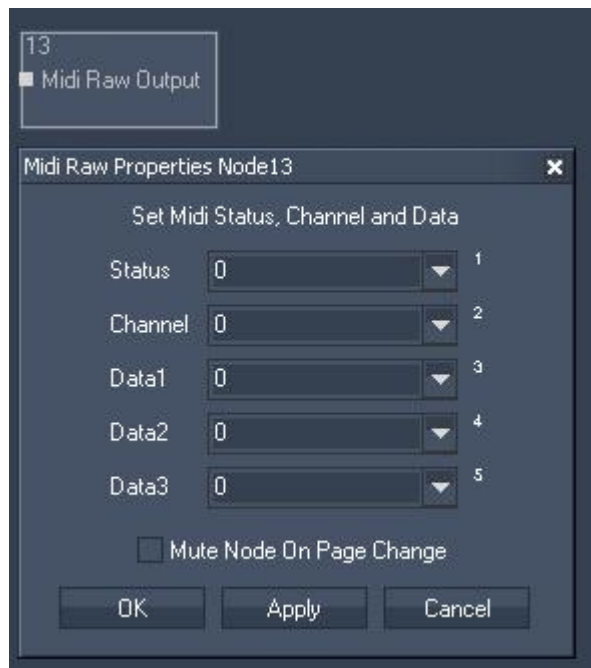 13
Midi Raw Output
Midi Raw Properties Node13
Set Midi Status, Channel and Data
Status 0 1
Channel 0 2
Data1 0 3
Data2 0 4
Data3 0 5
Mute Node On Page Change
OK Apply Cancel